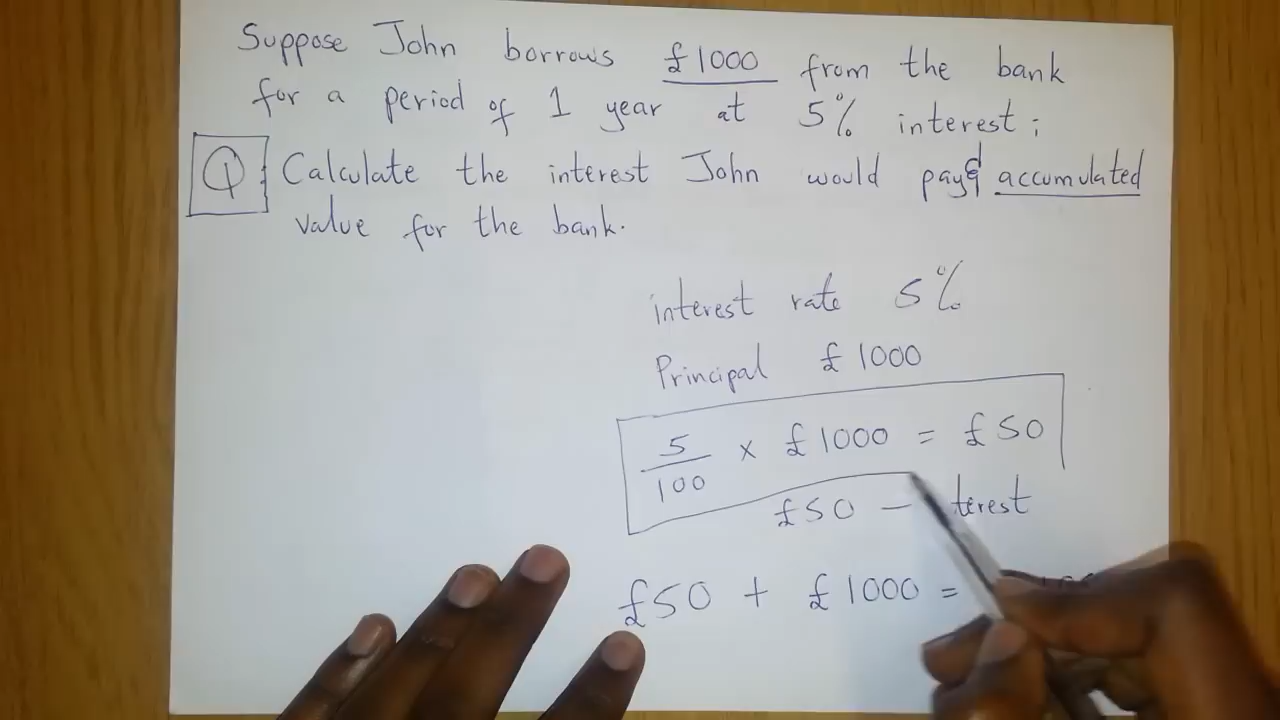 Suppose John borrows £1000 from the bank
for a period of 1 year at 5% interest;
Q Calculate the interest John would pay & accumulated
value for the bank.
interest rate 5%
Principal £1000
5/100 × £1000 = £50
£50 —
£50 + £1000 =